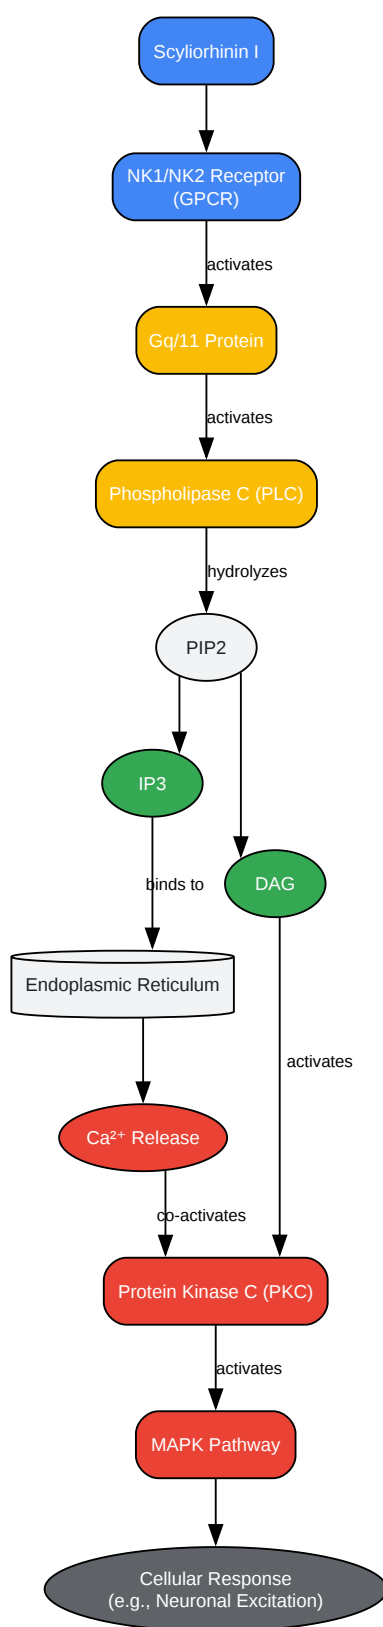 Scyliorhinin I
NK1/NK2 Receptor
(GPCR)
activates
Gq/11 Protein
activates
Phospholipase C (PLC)
hydrolyzes
PIP2
IP3
binds to
DAG
Endoplasmic Reticulum
activates
Ca²⁺ Release
co-activates
Protein Kinase C (PKC)
activates
MAPK Pathway
Cellular Response
(e.g., Neuronal Excitation)